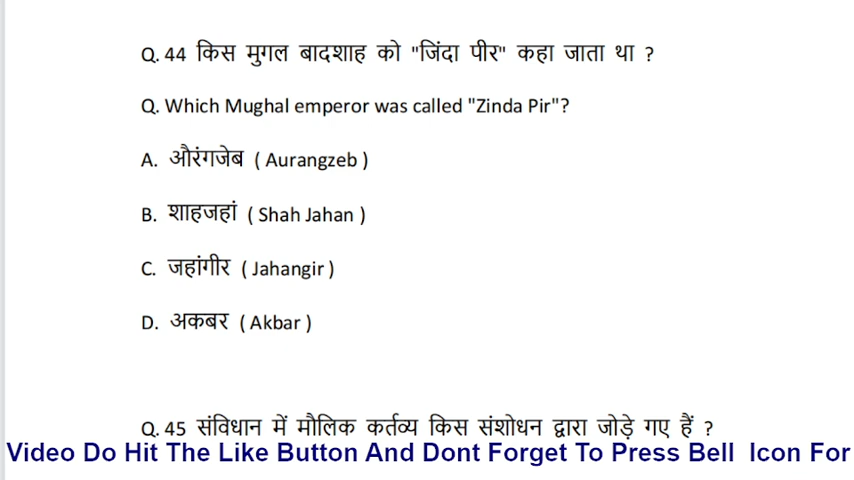 Q. 44 किस मुगल बादशाह को "जिंदा पीर" कहा जाता था ?
Q. Which Mughal emperor was called "Zinda Pir"?
A. औरंगजेब ( Aurangzeb )
B. शाहजहां ( Shah Jahan )
C. जहांगीर ( Jahangir )
D. अकबर ( Akbar )
Q. 45 संविधान में मौलिक कर्तव्य किस संशोधन द्वारा जोड़े गए हैं ?
Video Do Hit The Like Button And Dont Forget To Press Bell Icon For